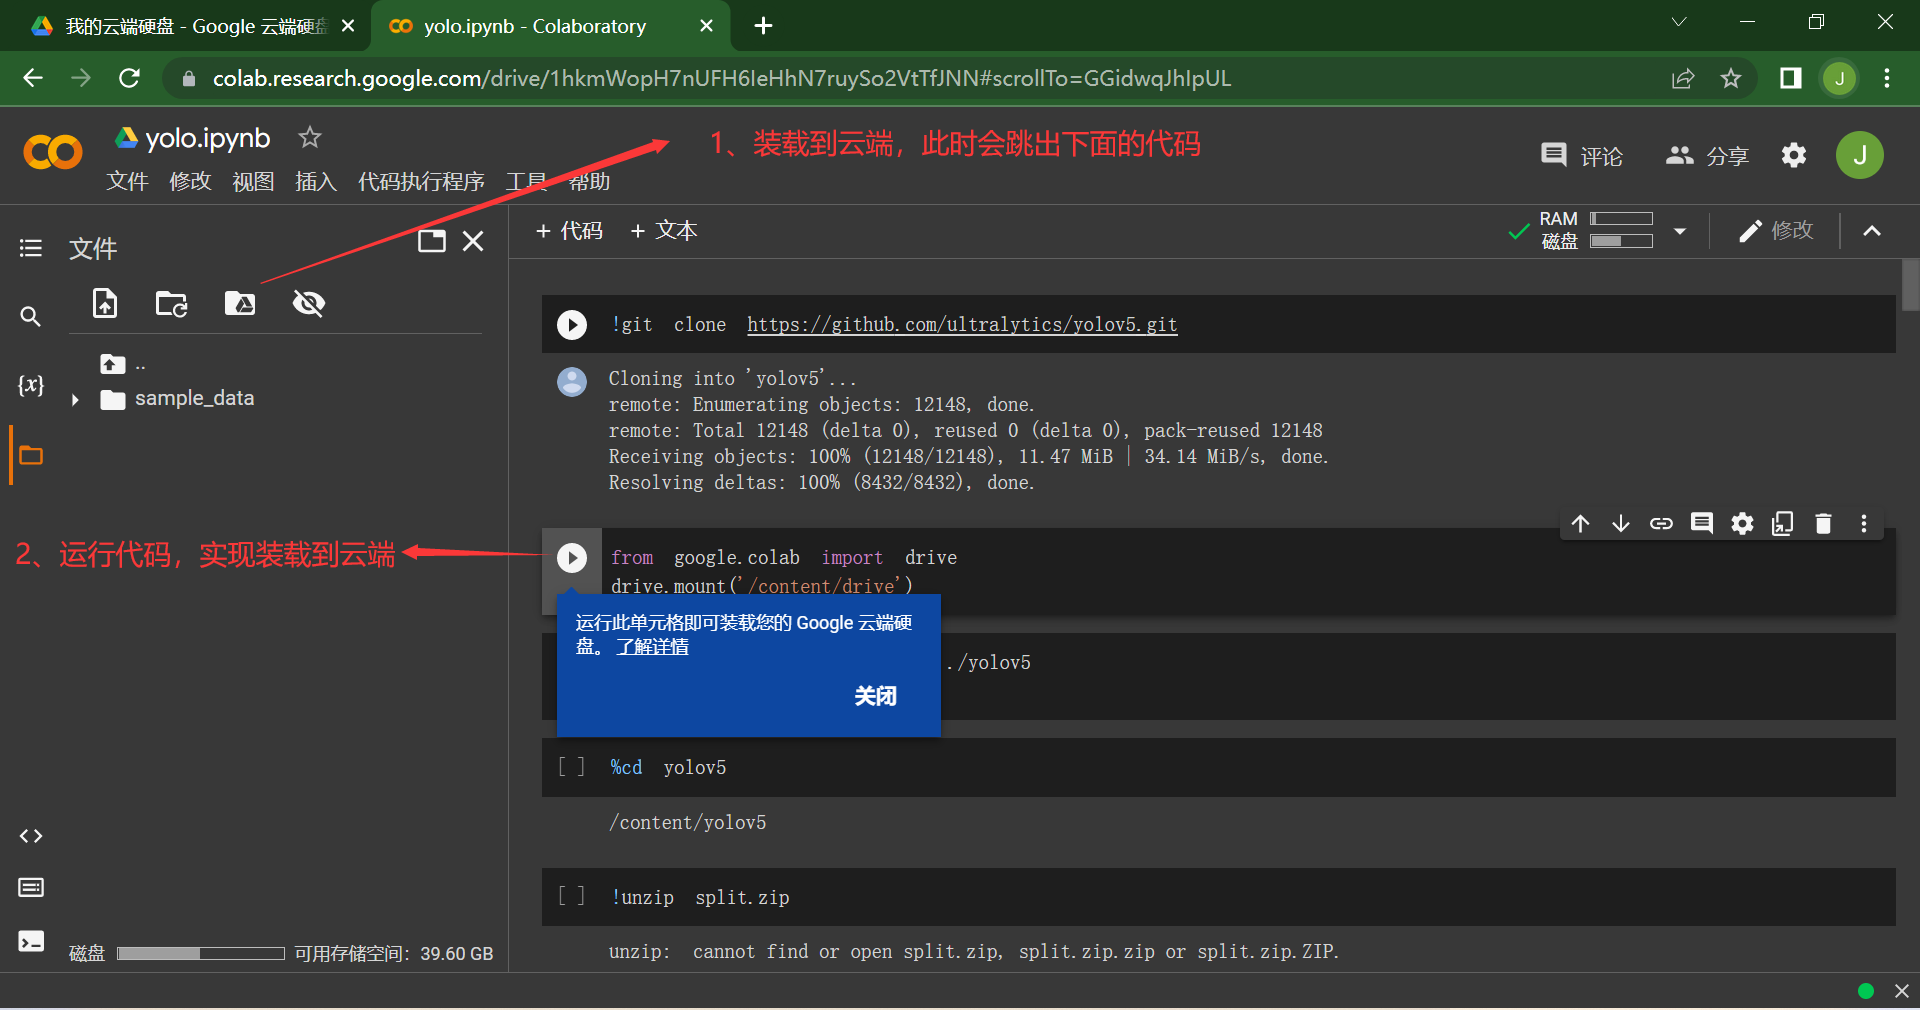 我的云端硬盘 - Google 云端硬盘
yolo.ipynb - Colaboratory
colab.research.google.com/drive/1hkmWopH7nUFH6IeHhN7ruySo2VtTfJNN#scrollTo=GGidwqJhIpUL
J
yolo.ipynb
1、装载到云端，此时会跳出下面的代码
评论
分享
J
文件 修改 视图 插入 代码执行程序 工具 帮助
文件
+ 代码 + 文本
RAM
磁盘
修改
..
sample_data
{x}
!git clone https://github.com/ultralytics/yolov5.git
Cloning into 'yolov5'...
remote: Enumerating objects: 12148, done.
remote: Total 12148 (delta 0), reused 0 (delta 0), pack-reused 12148
Receiving objects: 100% (12148/12148), 11.47 MiB | 34.14 MiB/s, done.
Resolving deltas: 100% (8432/8432), done.
2、运行代码，实现装载到云端
from google.colab import drive
drive.mount('/content/drive')
运行此单元格即可装载您的 Google 云端硬
盘。 了解详情
关闭
./yolov5
[ ] %cd yolov5
/content/yolov5
[ ] !unzip split.zip
unzip: cannot find or open split.zip, split.zip.zip or split.zip.ZIP.
磁盘 可用存储空间：39.60 GB